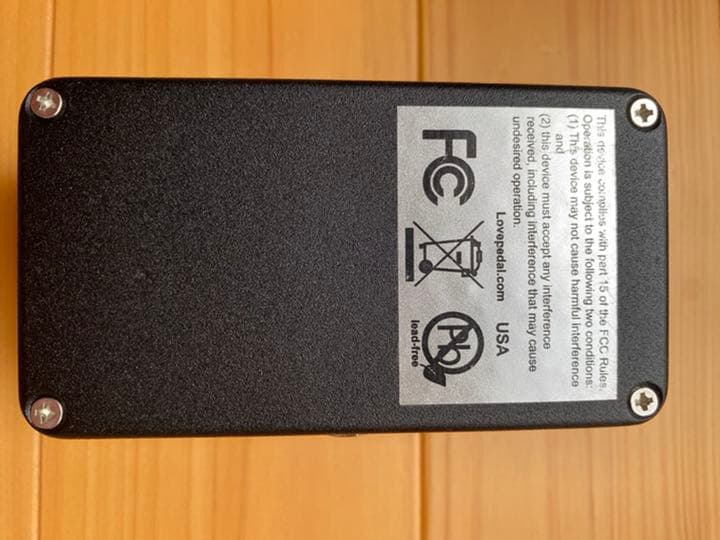 This device complies with part 15 of the FCC Rules.
Operation is subject to the following two conditions:
(1) This device may not cause harmful interference
and
(2) this device must accept any interference
received, including interference that may cause
undesired operation.
Lovepedal.com USA
FC
Pb
lead-free